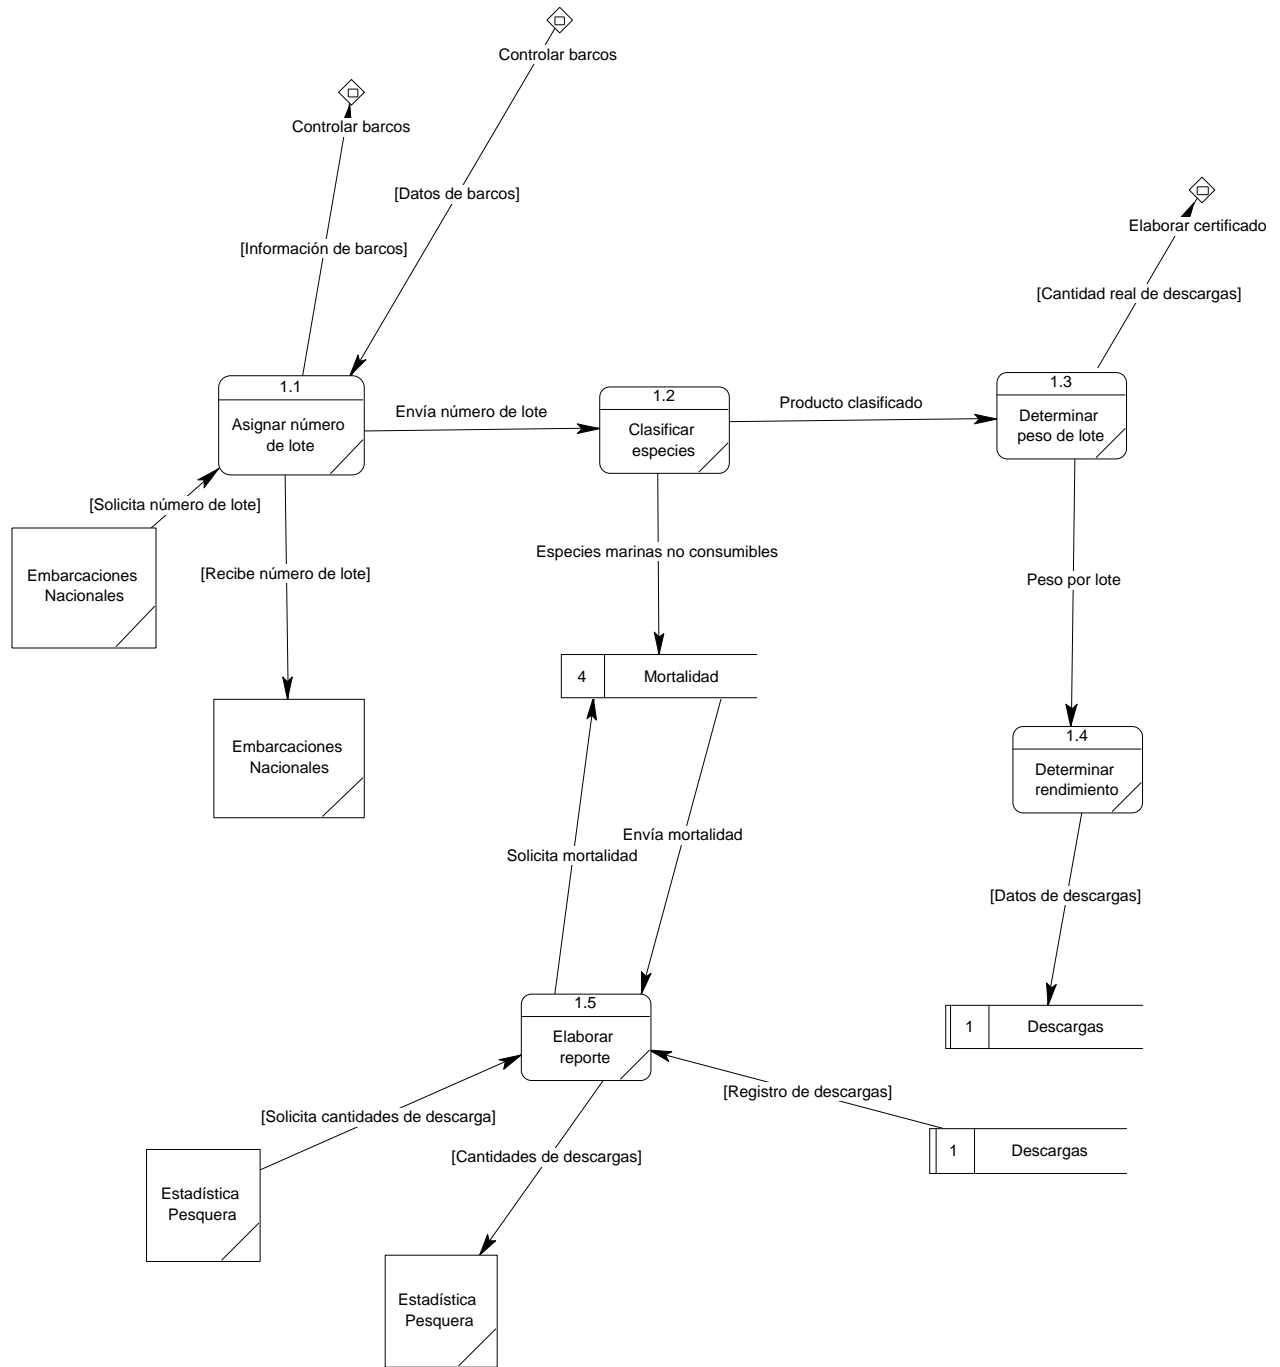 Controlar barcos
Controlar barcos
[Datos de barcos]
Elaborar certificado
[Información de barcos]
[Cantidad real de descargas]
1.1
Asignar número
de lote
Envía número de lote
1.2
Clasificar
especies
Producto clasificado
1.3
Determinar
peso de lote
[Solicita número de lote]
Embarcaciones
Nacionales
[Recibe número de lote]
Especies marinas no consumibles
Peso por lote
4
Mortalidad
Embarcaciones
Nacionales
1.4
Determinar
rendimiento
Envía mortalidad
Solicita mortalidad
[Datos de descargas]
1.5
Elaborar
reporte
1
Descargas
[Registro de descargas]
[Solicita cantidades de descarga]
1
Descargas
[Cantidades de descargas]
Estadística
Pesquera
Estadística
Pesquera